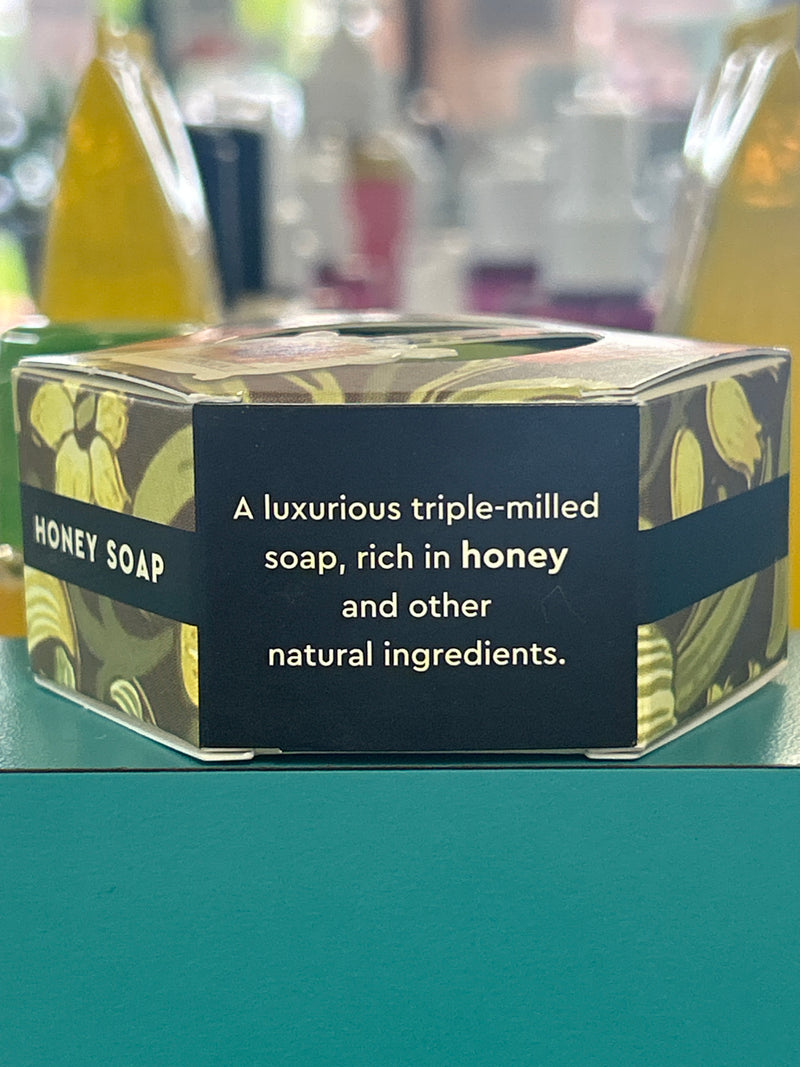 HONEY SOAP
A luxurious triple-milled
soap, rich in honey
and other
natural ingredients.